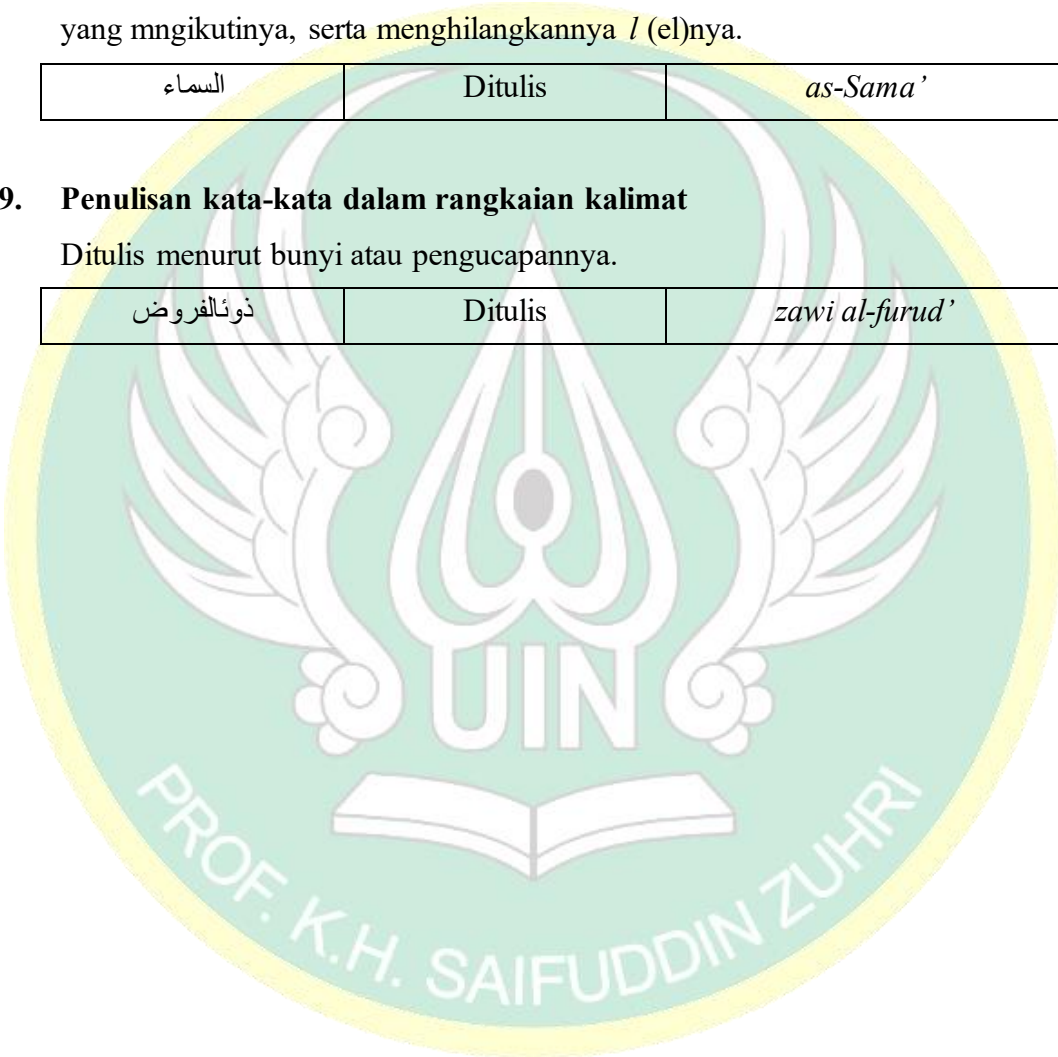 yang mngikutinya, serta menghilangkannya l (el)nya.
السماء Ditulis as-Sama’
9. Penulisan kata-kata dalam rangkaian kalimat
Ditulis menurut bunyi atau pengucapannya.
ذوئالفروض Ditulis zawi al-furud’
UIN
PROF. K.H. SAIFUDDIN ZUHRI